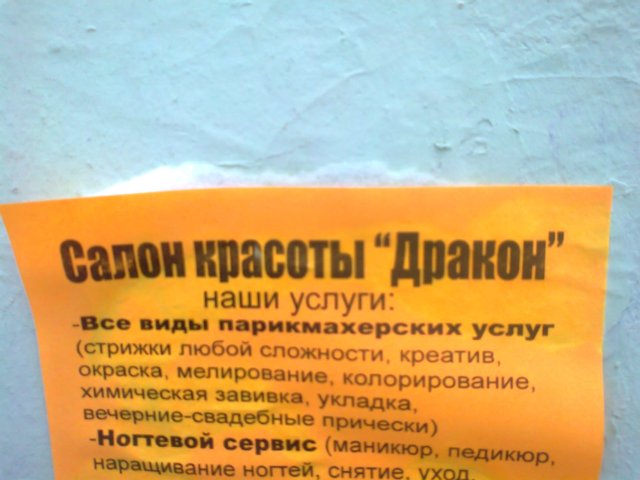 Салон красоты "Дракон"
наши услуги:
-Все виды парикмахерских услуг
(стрижки любой сложности, креатив,
окраска, мелирование, колорирование,
химическая завивка, укладка,
вечерние-свадебные прически)
-Ногтевой сервис (маникюр, педикюр,
наращивание ногтей, снятие, уход,